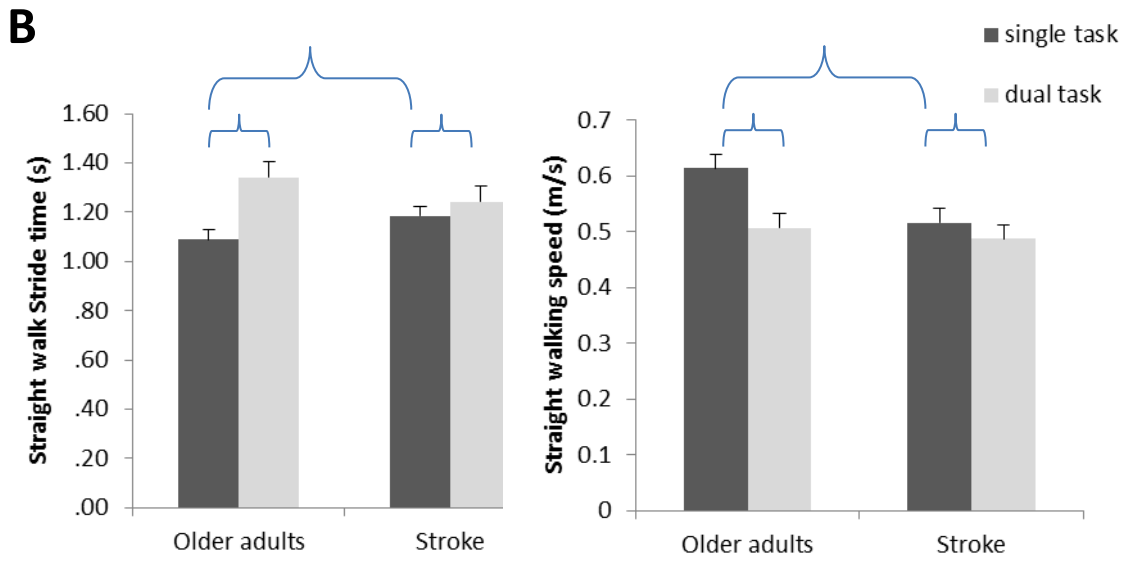 B
single task
dual task
Straight walk Stride time (s)
1.60
1.40
1.20
1.00
.80
.60
.40
.20
.00
Older adults
Stroke
Straight walking speed (m/s)
0.7
0.6
0.5
0.4
0.3
0.2
0.1
0
Older adults
Stroke